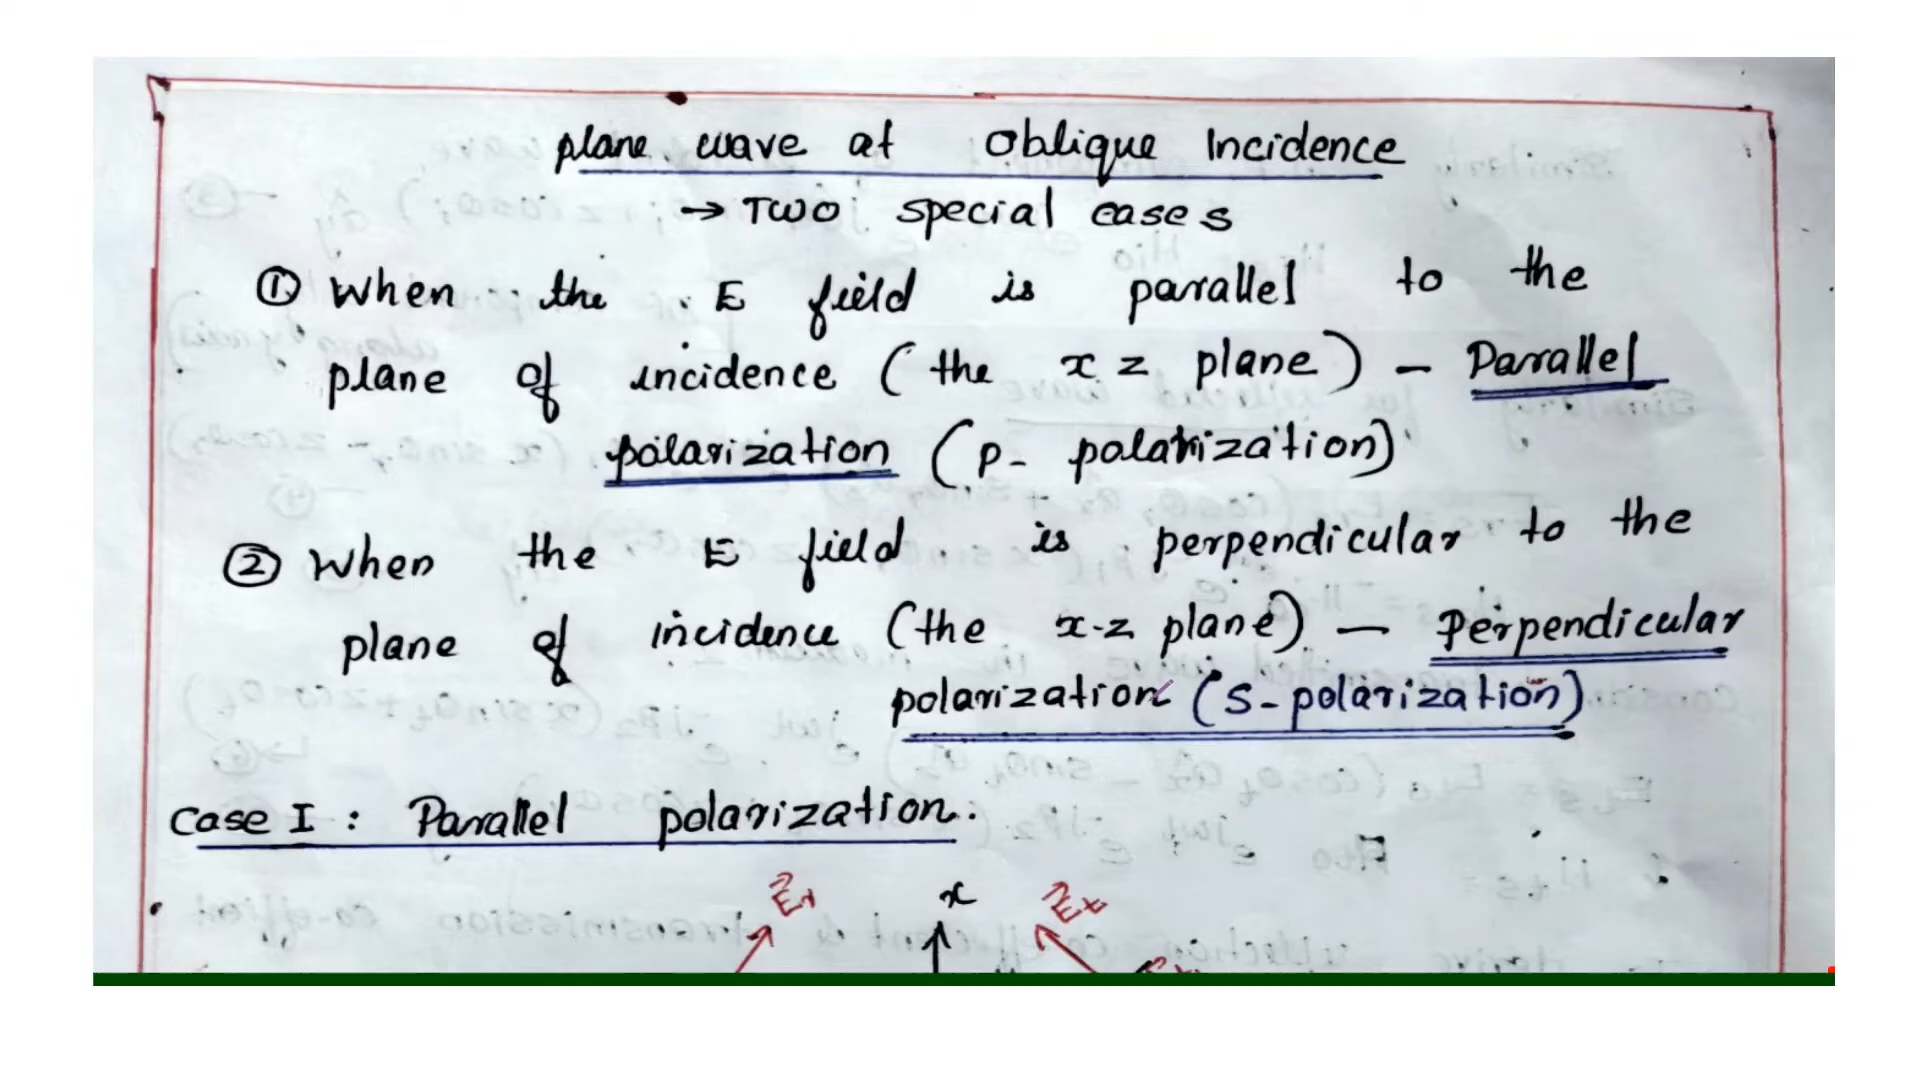 plane wave at Oblique Incidence
→ Two special cases
① When the E field is parallel to the
plane of incidence (the x z plane) - Parallel
polarization (P- polarization)
② When the E field is perpendicular to the
plane of incidence (the x-z plane) - Perpendicular
polarization (S-polarization)
Case I : Parallel polarization.
x